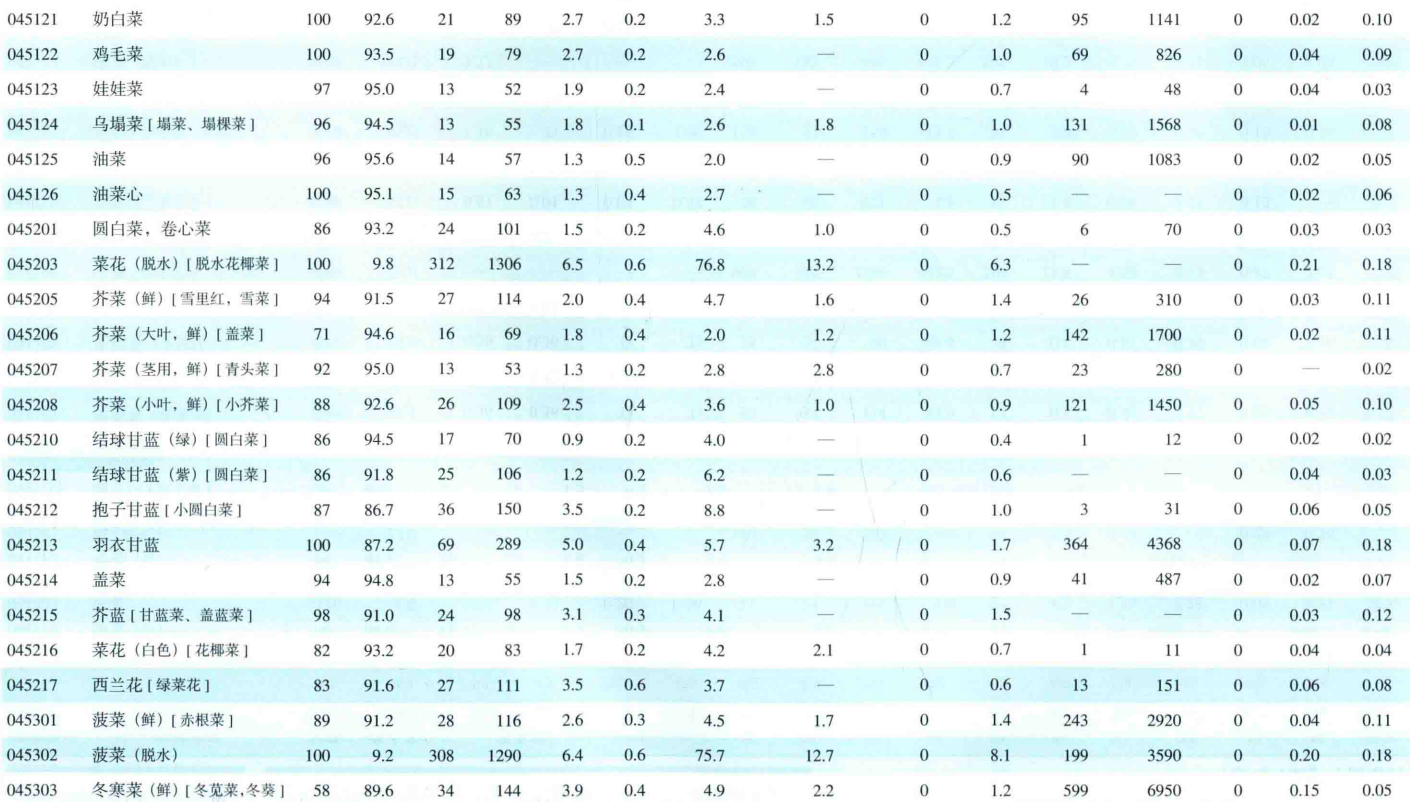 045121 奶白菜 100 92.6 21 89 2.7 0.2 3.3 1.5 0 1.2 95 1141 0 0.02 0.10
045122 鸡毛菜 100 93.5 19 79 2.7 0.2 2.6 — 0 1.0 69 826 0 0.04 0.09
045123 娃娃菜 97 95.0 13 52 1.9 0.2 2.4 — 0 0.7 4 48 0 0.04 0.03
045124 乌塌菜[塌菜、塌棵菜] 96 94.5 13 55 1.8 0.1 2.6 1.8 0 1.0 131 1568 0 0.01 0.08
045125 油菜 96 95.6 14 57 1.3 0.5 2.0 — 0 0.9 90 1083 0 0.02 0.05
045126 油菜心 100 95.1 15 63 1.3 0.4 2.7 — 0 0.5 — — 0 0.02 0.06
045201 圆白菜，卷心菜 86 93.2 24 101 1.5 0.2 4.6 1.0 0 0.5 6 70 0 0.03 0.03
045203 菜花（脱水）[脱水花椰菜] 100 9.8 312 1306 6.5 0.6 76.8 13.2 0 6.3 — — 0 0.21 0.18
045205 芥菜（鲜）[雪里红，雪菜] 94 91.5 27 114 2.0 0.4 4.7 1.6 0 1.4 26 310 0 0.03 0.11
045206 芥菜（大叶，鲜）[盖菜] 71 94.6 16 69 1.8 0.4 2.0 1.2 0 1.2 142 1700 0 0.02 0.11
045207 芥菜（茎用，鲜）[青头菜] 92 95.0 13 53 1.3 0.2 2.8 2.8 0 0.7 23 280 0 — 0.02
045208 芥菜（小叶，鲜）[小芥菜] 88 92.6 26 109 2.5 0.4 3.6 1.0 0 0.9 121 1450 0 0.05 0.10
045210 结球甘蓝（绿）[圆白菜] 86 94.5 17 70 0.9 0.2 4.0 — 0 0.4 1 12 0 0.02 0.02
045211 结球甘蓝（紫）[圆白菜] 86 91.8 25 106 1.2 0.2 6.2 — 0 0.6 — — 0 0.04 0.03
045212 抱子甘蓝[小圆白菜] 87 86.7 36 150 3.5 0.2 8.8 — 0 1.0 3 31 0 0.06 0.05
045213 羽衣甘蓝 100 87.2 69 289 5.0 0.4 5.7 3.2 0 1.7 364 4368 0 0.07 0.18
045214 盖菜 94 94.8 13 55 1.5 0.2 2.8 — 0 0.9 41 487 0 0.02 0.07
045215 芥蓝[甘蓝菜、盖蓝菜] 98 91.0 24 98 3.1 0.3 4.1 — 0 1.5 — — 0 0.03 0.12
045216 菜花（白色）[花椰菜] 82 93.2 20 83 1.7 0.2 4.2 2.1 0 0.7 1 11 0 0.04 0.04
045217 西兰花[绿菜花] 83 91.6 27 111 3.5 0.6 3.7 — 0 0.6 13 151 0 0.06 0.08
045301 菠菜（鲜）[赤根菜] 89 91.2 28 116 2.6 0.3 4.5 1.7 0 1.4 243 2920 0 0.04 0.11
045302 菠菜（脱水） 100 9.2 308 1290 6.4 0.6 75.7 12.7 0 8.1 199 3590 0 0.20 0.18
045303 冬寒菜（鲜）[冬苋菜,冬葵] 58 89.6 34 144 3.9 0.4 4.9 2.2 0 1.2 599 6950 0 0.15 0.05